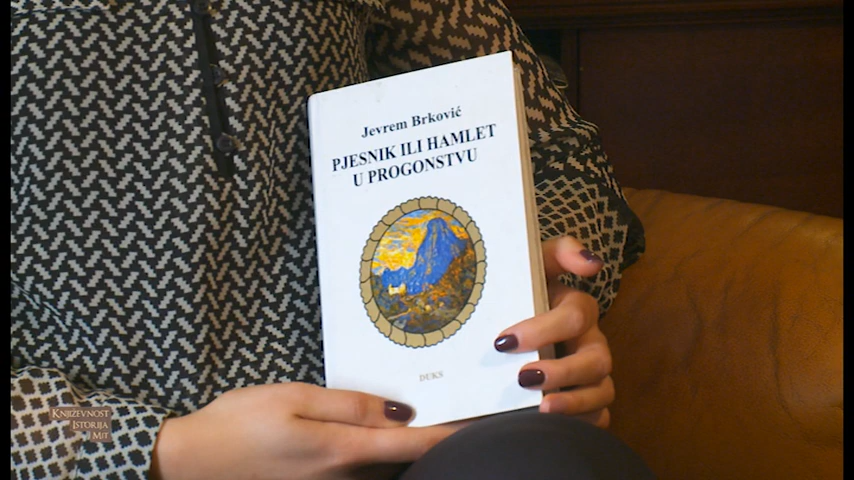 Jevrem Brković
PJESNIK ILI HAMLET
U PROGONSTVU
DUKS
Književnost
Istorija
Mit